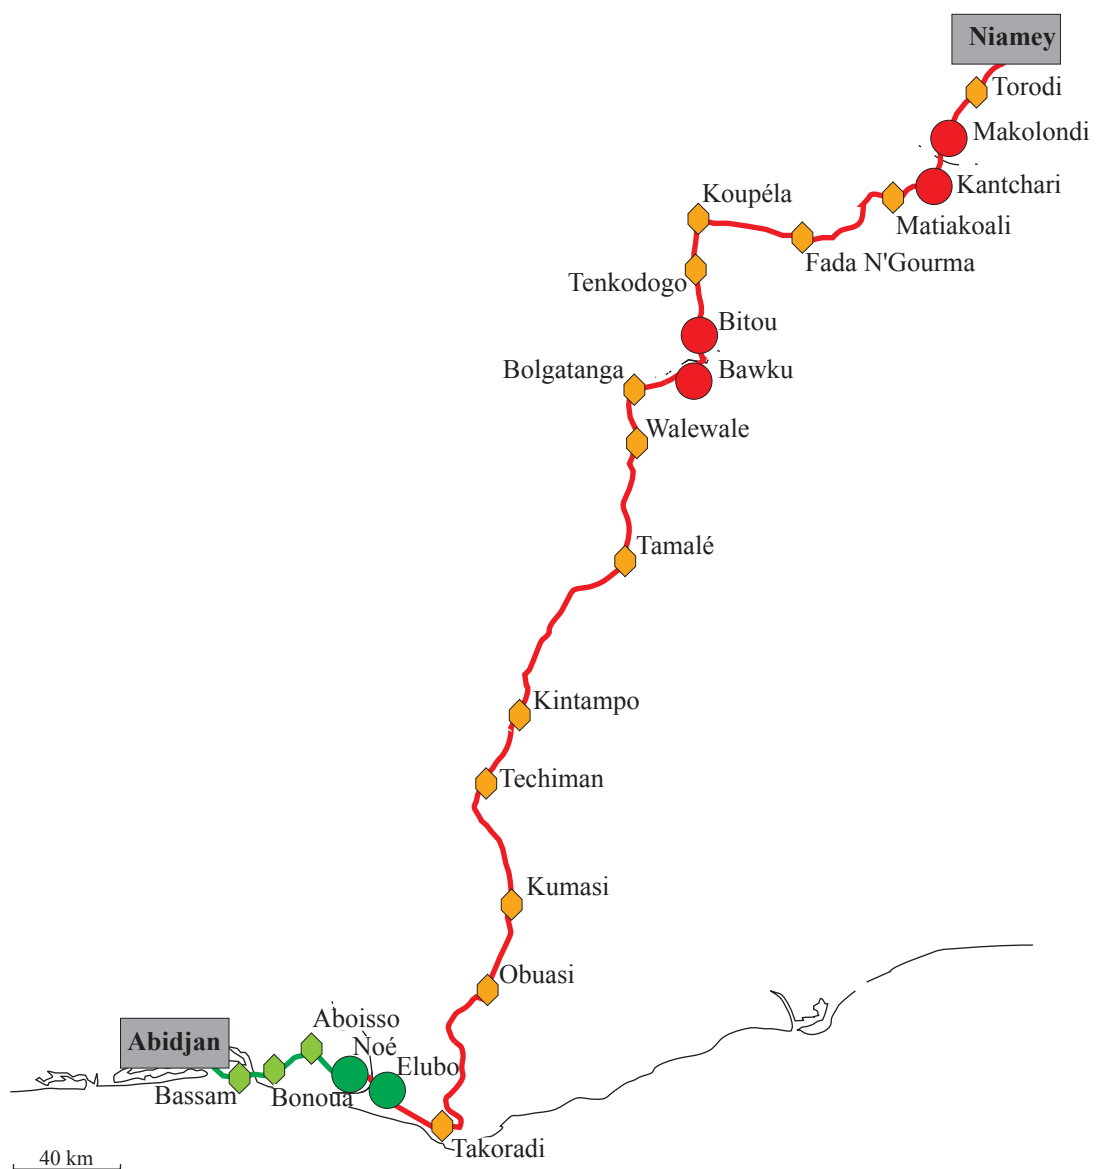 Niamey
Torodi
Makolondi
Kantchari
Koupéla
Matiakoali
Fada N'Gourma
Tenkodogo
Bitou
Bolgatanga
Bawku
Walewale
Tamalé
Kintampo
Techiman
Kumasi
Obuasi
Aboisso
Abidjan
Noé
Elubo
Bassam
Bonoua
Takoradi
40 km